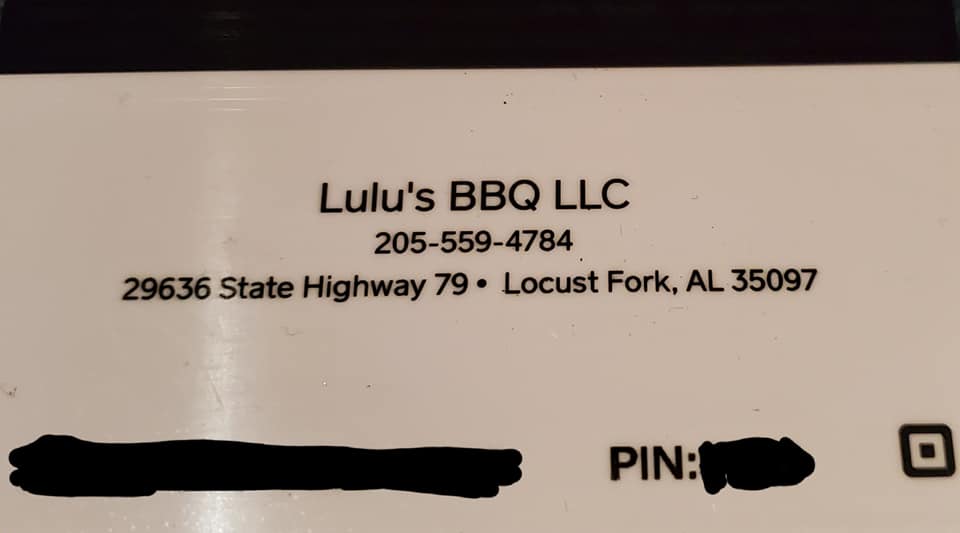 Lulu's BBQ LLC
205-559-4784
29636 State Highway 79 • Locust Fork, AL 35097
PIN: